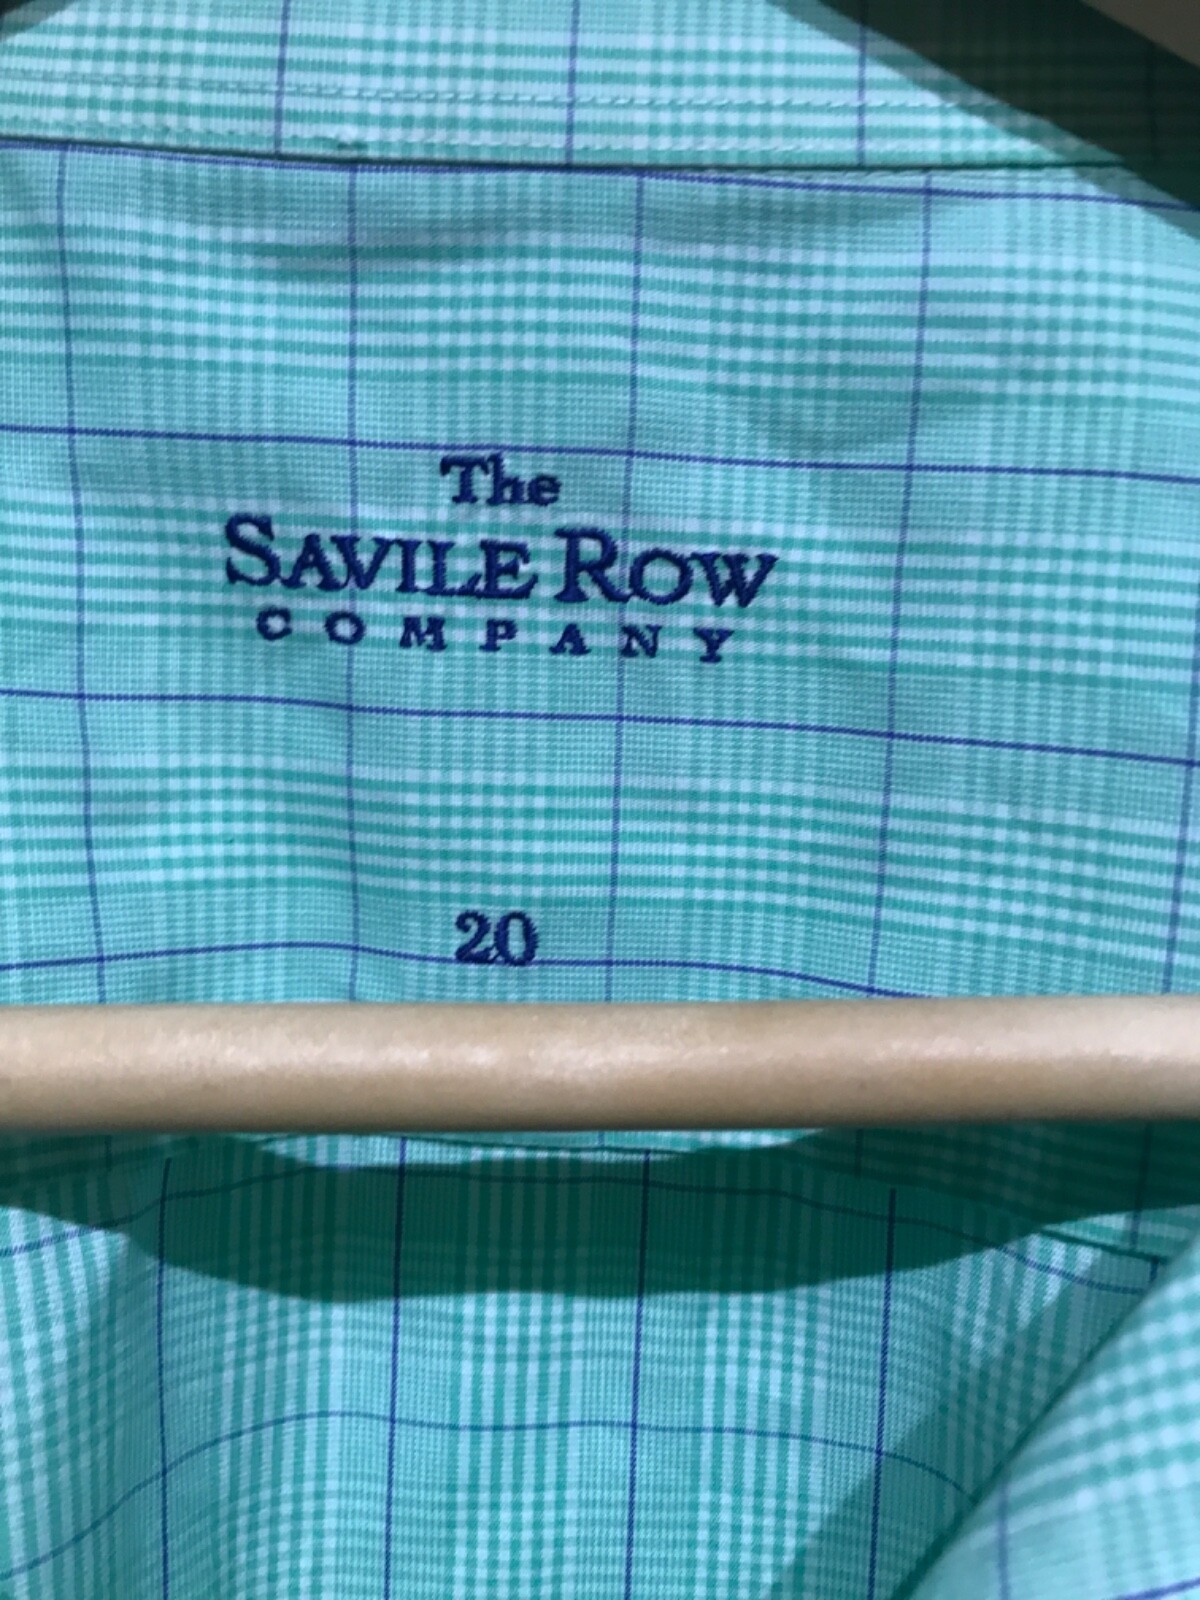 The
SAVILE ROW
COMPANY
20